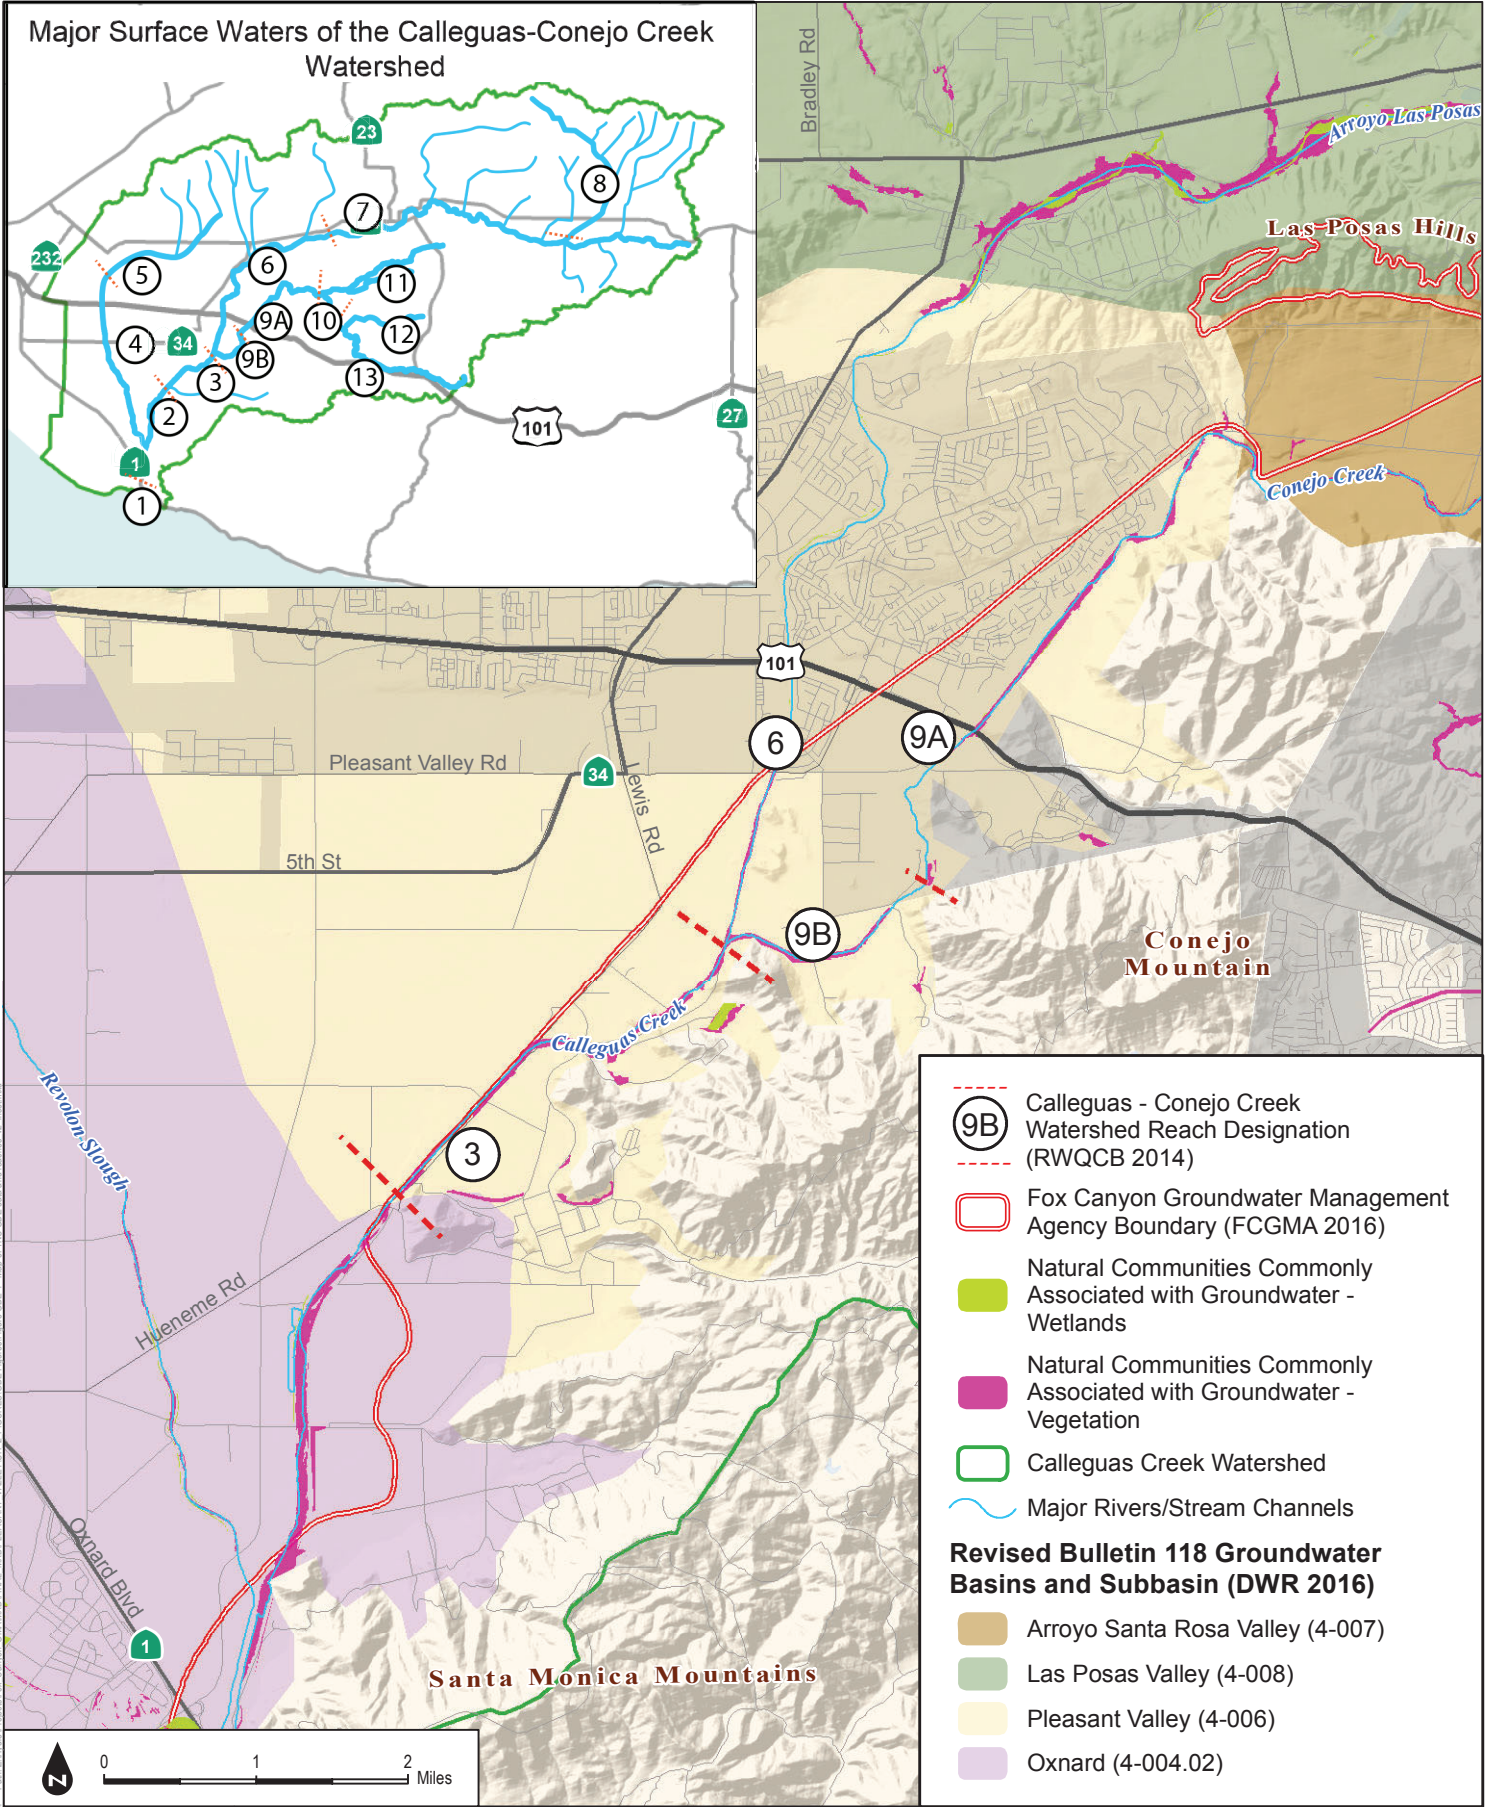 Major Surface Waters of the Calleguas-Conejo Creek
Watershed
23
8
7
232
5
6
11
9A
10
12
4
34
9B
3
13
2
101
27
1
1
Bradley Rd
Arroyo Las Posas
Las Posas Hills
Conejo Creek
101
6
9A
Pleasant Valley Rd
34
Lewis Rd
5th St
9B
Conejo
Mountain
Calleguas Creek
Revolon Slough
3
Hueneme Rd
Oxnard Blvd
1
Santa Monica Mountains
N
0 1 2
Miles
9B
Calleguas - Conejo Creek
Watershed Reach Designation
(RWQCB 2014)
Fox Canyon Groundwater Management
Agency Boundary (FCGMA 2016)
Natural Communities Commonly
Associated with Groundwater -
Wetlands
Natural Communities Commonly
Associated with Groundwater -
Vegetation
Calleguas Creek Watershed
Major Rivers/Stream Channels
Revised Bulletin 118 Groundwater
Basins and Subbasin (DWR 2016)
Arroyo Santa Rosa Valley (4-007)
Las Posas Valley (4-008)
Pleasant Valley (4-006)
Oxnard (4-004.02)